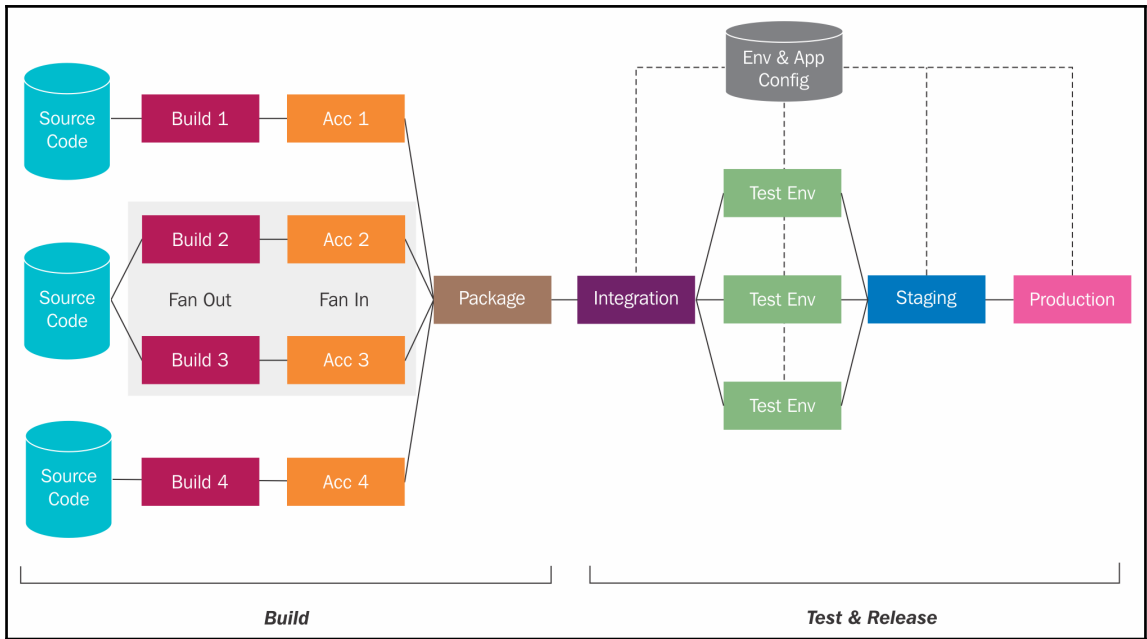 Env & App
Config
Source
Code
Build 1
Acc 1
Test Env
Source
Code
Build 2
Acc 2
Fan Out
Fan In
Build 3
Acc 3
Package
Integration
Test Env
Staging
Production
Test Env
Source
Code
Build 4
Acc 4
Build
Test & Release